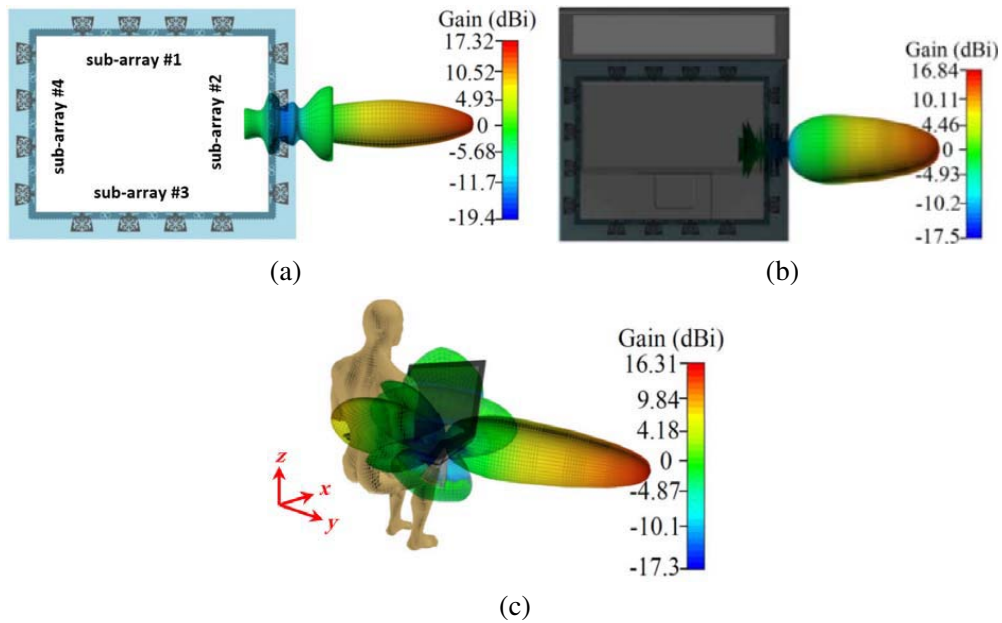 Gain (dBi)
17.32
10.52
4.93
0
-5.68
-11.7
-19.4
sub-array #1
sub-array #2
sub-array #3
sub-array #4
(a)
Gain (dBi)
16.84
10.11
4.46
0
-4.93
-10.2
-17.5
(b)
Gain (dBi)
16.31
9.84
4.18
0
-4.87
-10.1
-17.3
z
x
y
(c)